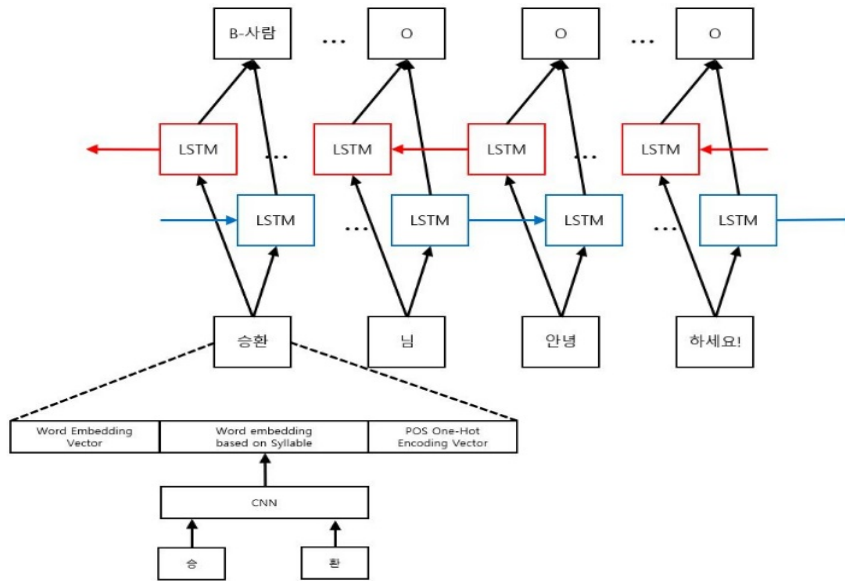 B-사람 ... O O ... O
LSTM ... LSTM LSTM ... LSTM
LSTM ... LSTM LSTM ... LSTM
승환 님 안녕 하세요!
Word Embedding Vector
Word embedding based on Syllable
POS One-Hot Encoding Vector
CNN
승 환